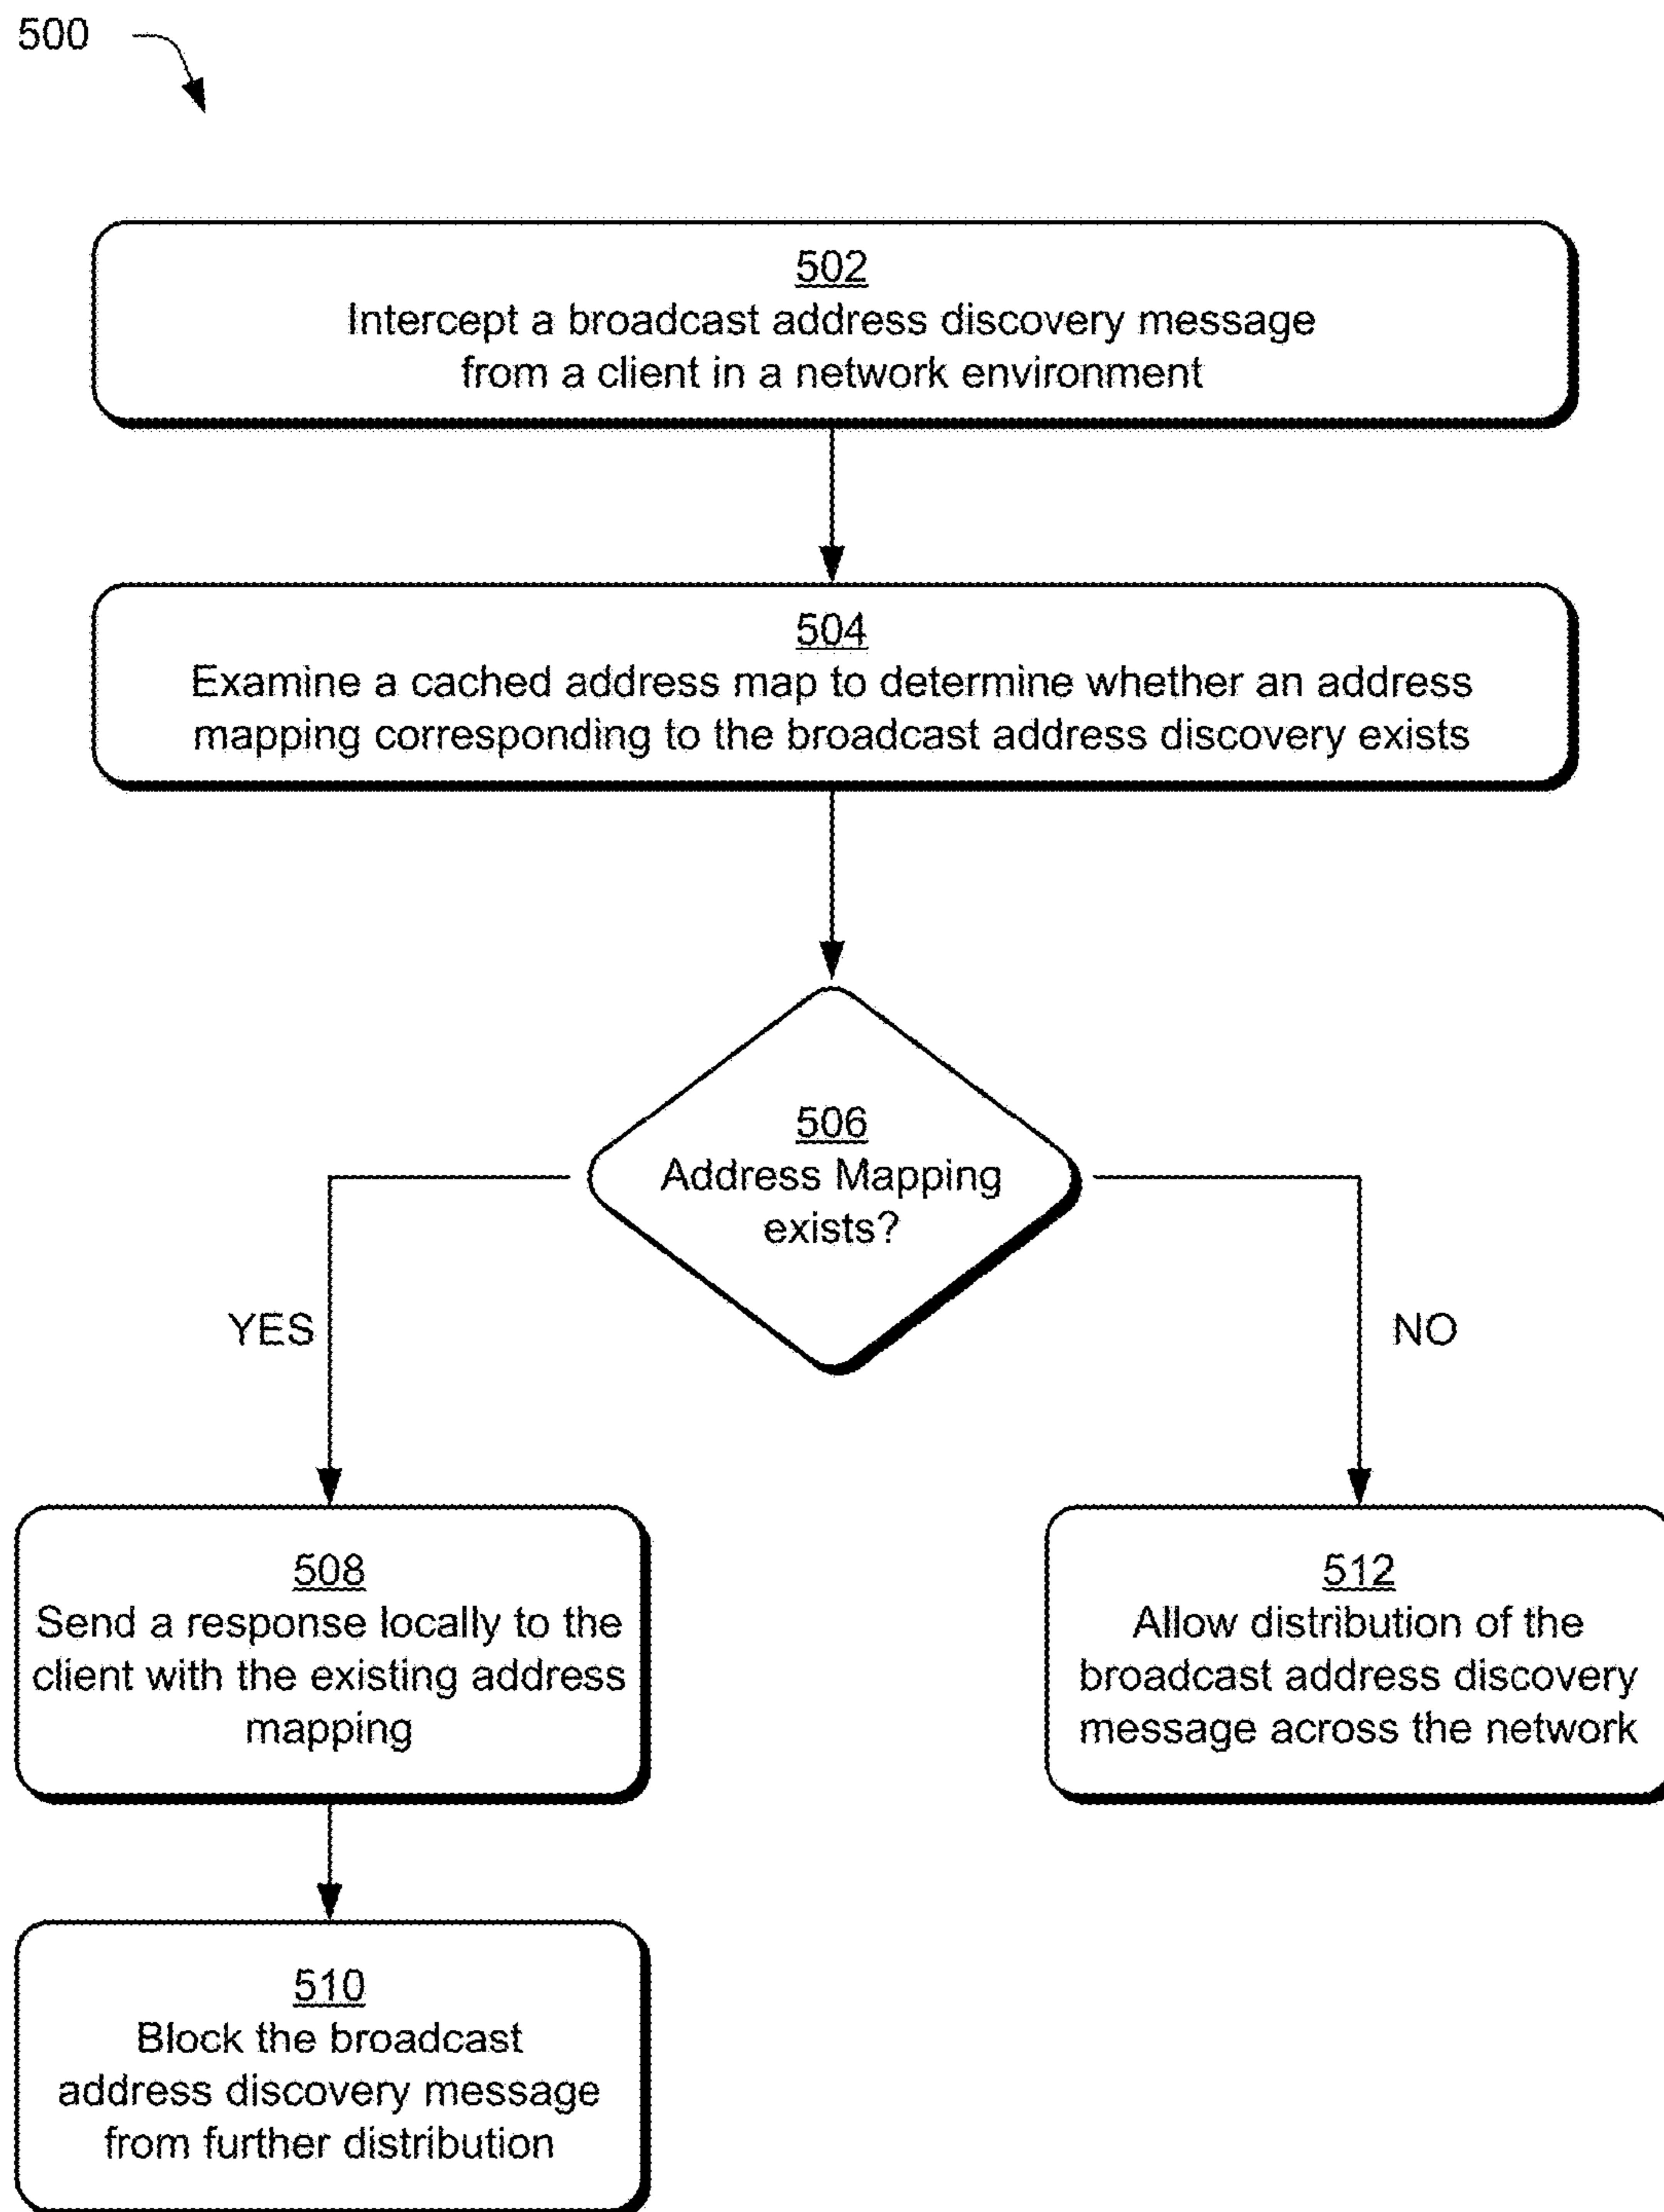 500
502
Intercept a broadcast address discovery message
from a client in a network environment
504
Examine a cached address map to determine whether an address
mapping corresponding to the broadcast address discovery exists
506
Address Mapping
exists?
YES
NO
508
Send a response locally to the
client with the existing address
mapping
512
Allow distribution of the
broadcast address discovery
message across the network
510
Block the broadcast
address discovery message
from further distribution